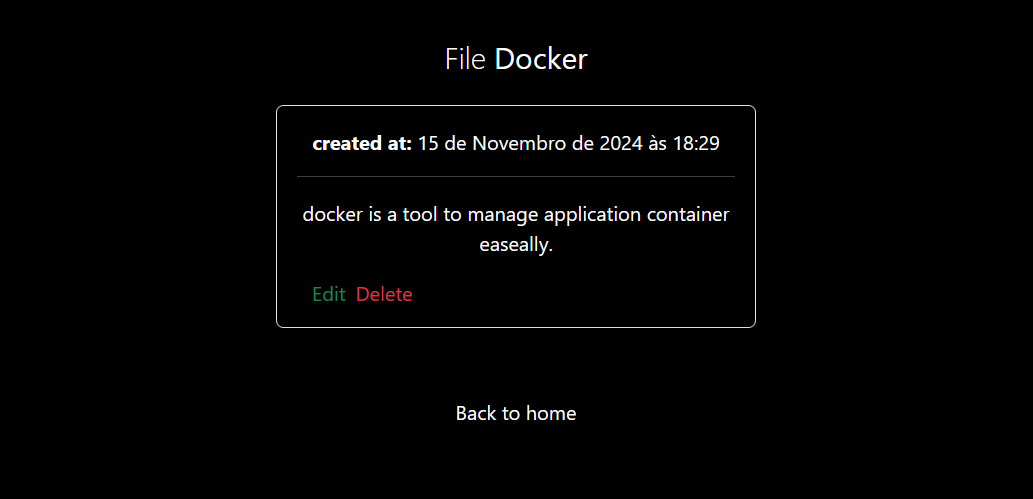 File Docker
created at: 15 de Novembro de 2024 às 18:29
docker is a tool to manage application container
easeally.
Edit Delete
Back to home